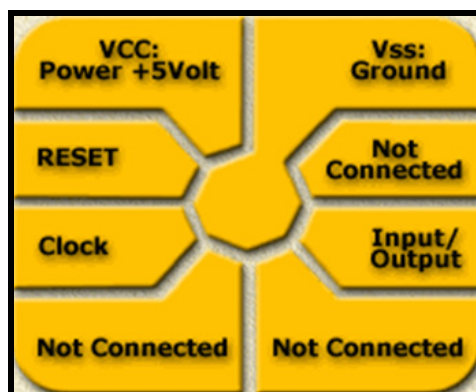 VCC:
Power +5Volt
Vss:
Ground
RESET
Not
Connected
Clock
Input/
Output
Not Connected
Not Connected